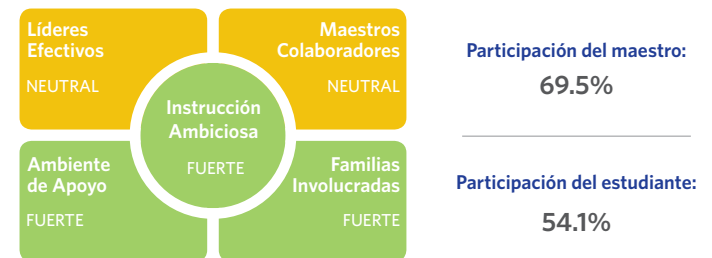 Líderes
Efectivos
NEUTRAL
Maestros
Colaboradores
NEUTRAL
Instrucción
Ambiciosa
FUERTE
Ambiente
de Apoyo
FUERTE
Familias
Involucradas
FUERTE
Participación del maestro:
69.5%
Participación del estudiante:
54.1%